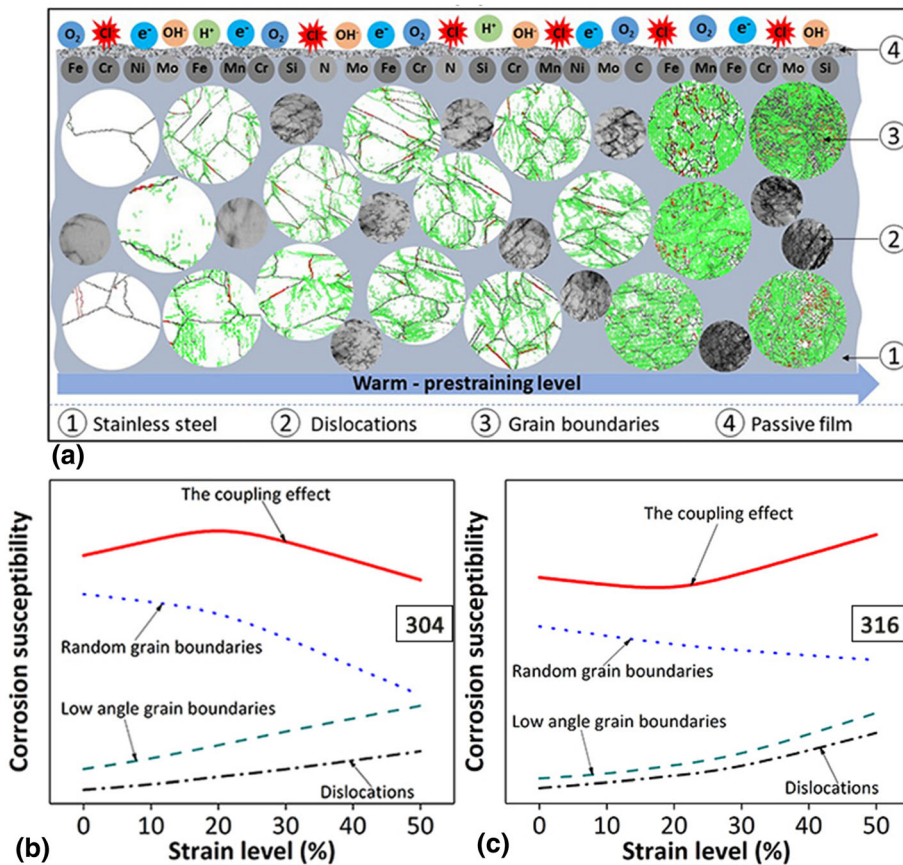 (a)
O₂ Cl⁻ e⁻ OH⁻ H⁺ e⁻ O₂ Cl⁻ OH⁻ e⁻ O₂ Cl⁻ H⁺ OH⁻ Cl⁻ e⁻ O₂ Cl⁻ O₂ e⁻ Cl⁻ OH⁻
4
Fe Cr Ni Mo Fe Mn Cr Si N Mo Fe Cr N Si Cr Mn Ni Mo C Fe Mn Fe Cr Mo Si
3
2
1
Warm - prestraining level
1 Stainless steel 2 Dislocations 3 Grain boundaries 4 Passive film
(b)
Corrosion susceptibility
The coupling effect
304
Random grain boundaries
Low angle grain boundaries
Dislocations
0 10 20 30 40 50
Strain level (%)
(c)
Corrosion susceptibility
The coupling effect
316
Random grain boundaries
Low angle grain boundaries
Dislocations
0 10 20 30 40 50
Strain level (%)